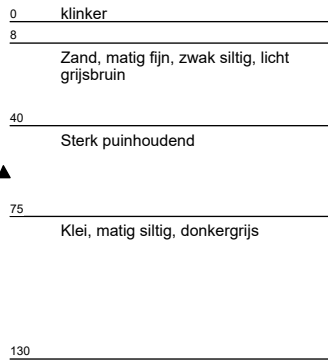 0 klinker
8
Zand, matig fijn, zwak siltig, licht
grijsbruin
40
Sterk puinhoudend
75
Klei, matig siltig, donkergrijs
130